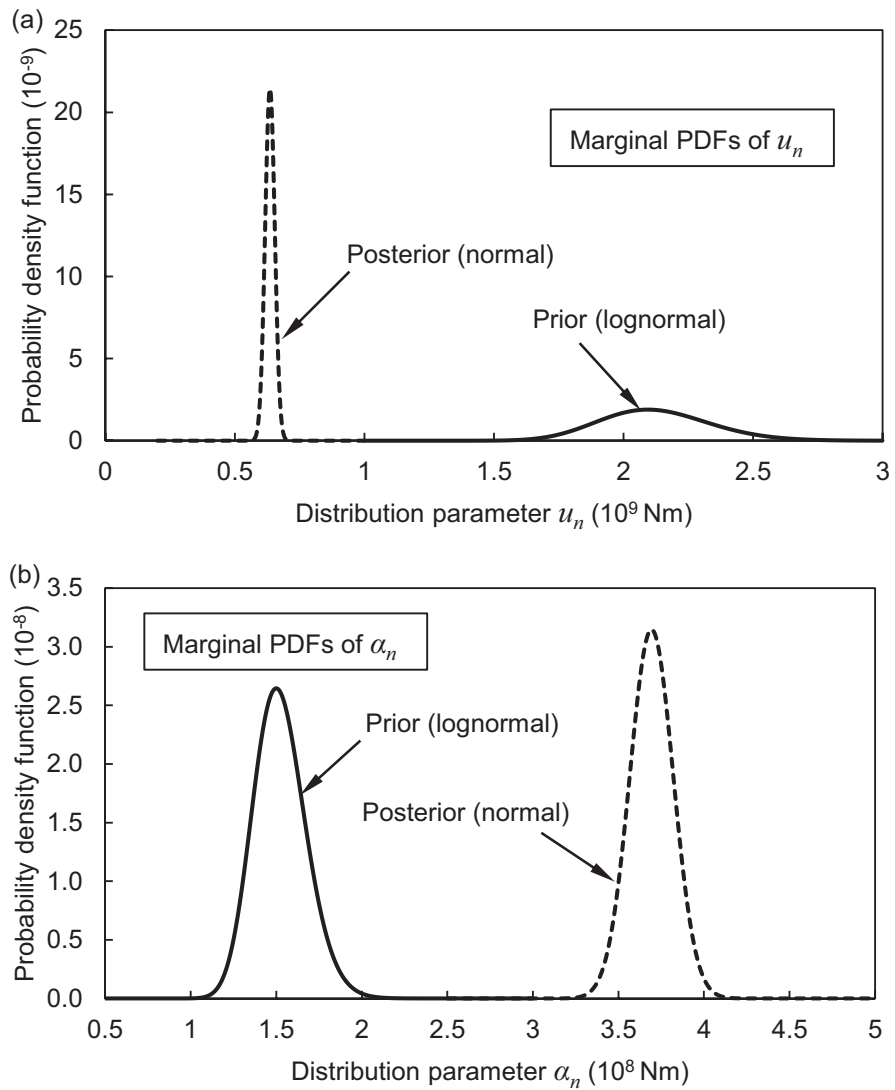 (a)
25
20
15
10
5
0
Probability density function (10⁻⁹)
Marginal PDFs of uₙ
Posterior (normal)
Prior (lognormal)
0 0.5 1 1.5 2 2.5 3
Distribution parameter uₙ (10⁹ Nm)
(b)
3.5
3.0
2.5
2.0
1.5
1.0
0.5
0.0
Probability density function (10⁻⁸)
Marginal PDFs of αₙ
Prior (lognormal)
Posterior (normal)
0.5 1 1.5 2 2.5 3 3.5 4 4.5 5
Distribution parameter αₙ (10⁸ Nm)